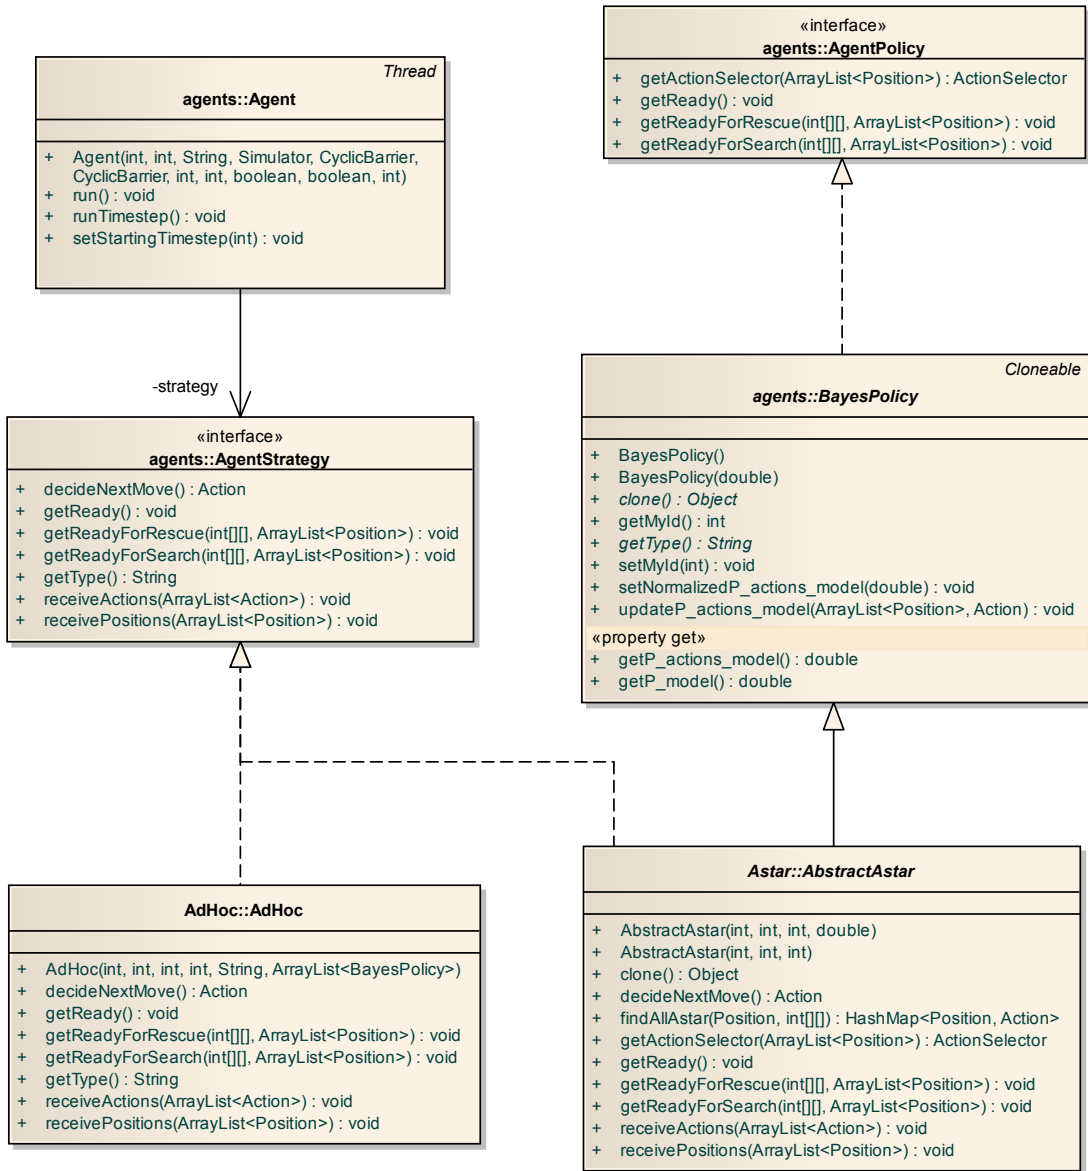 Thread
agents::Agent
+ Agent(int, int, String, Simulator, CyclicBarrier,
CyclicBarrier, int, int, boolean, boolean, int)
+ run() : void
+ runTimestep() : void
+ setStartingTimestep(int) : void
-strategy
«interface»
agents::AgentStrategy
+ decideNextMove() : Action
+ getReady() : void
+ getReadyForRescue(int[][], ArrayList<Position>) : void
+ getReadyForSearch(int[][], ArrayList<Position>) : void
+ getType() : String
+ receiveActions(ArrayList<Action>) : void
+ receivePositions(ArrayList<Position>) : void
AdHoc::AdHoc
+ AdHoc(int, int, int, int, String, ArrayList<BayesPolicy>)
+ decideNextMove() : Action
+ getReady() : void
+ getReadyForRescue(int[][], ArrayList<Position>) : void
+ getReadyForSearch(int[][], ArrayList<Position>) : void
+ getType() : String
+ receiveActions(ArrayList<Action>) : void
+ receivePositions(ArrayList<Position>) : void
«interface»
agents::AgentPolicy
+ getActionSelector(ArrayList<Position>) : ActionSelector
+ getReady() : void
+ getReadyForRescue(int[][], ArrayList<Position>) : void
+ getReadyForSearch(int[][], ArrayList<Position>) : void
Cloneable
agents::BayesPolicy
+ BayesPolicy()
+ BayesPolicy(double)
+ clone() : Object
+ getMyId() : int
+ getType() : String
+ setMyId(int) : void
+ setNormalizedP_actions_model(double) : void
+ updateP_actions_model(ArrayList<Position>, Action) : void
«property get»
+ getP_actions_model() : double
+ getP_model() : double
Astar::AbstractAstar
+ AbstractAstar(int, int, int, double)
+ AbstractAstar(int, int, int)
+ clone() : Object
+ decideNextMove() : Action
+ findAllAstar(Position, int[][]) : HashMap<Position, Action>
+ getActionSelector(ArrayList<Position>) : ActionSelector
+ getReady() : void
+ getReadyForRescue(int[][], ArrayList<Position>) : void
+ getReadyForSearch(int[][], ArrayList<Position>) : void
+ receiveActions(ArrayList<Action>) : void
+ receivePositions(ArrayList<Position>) : void